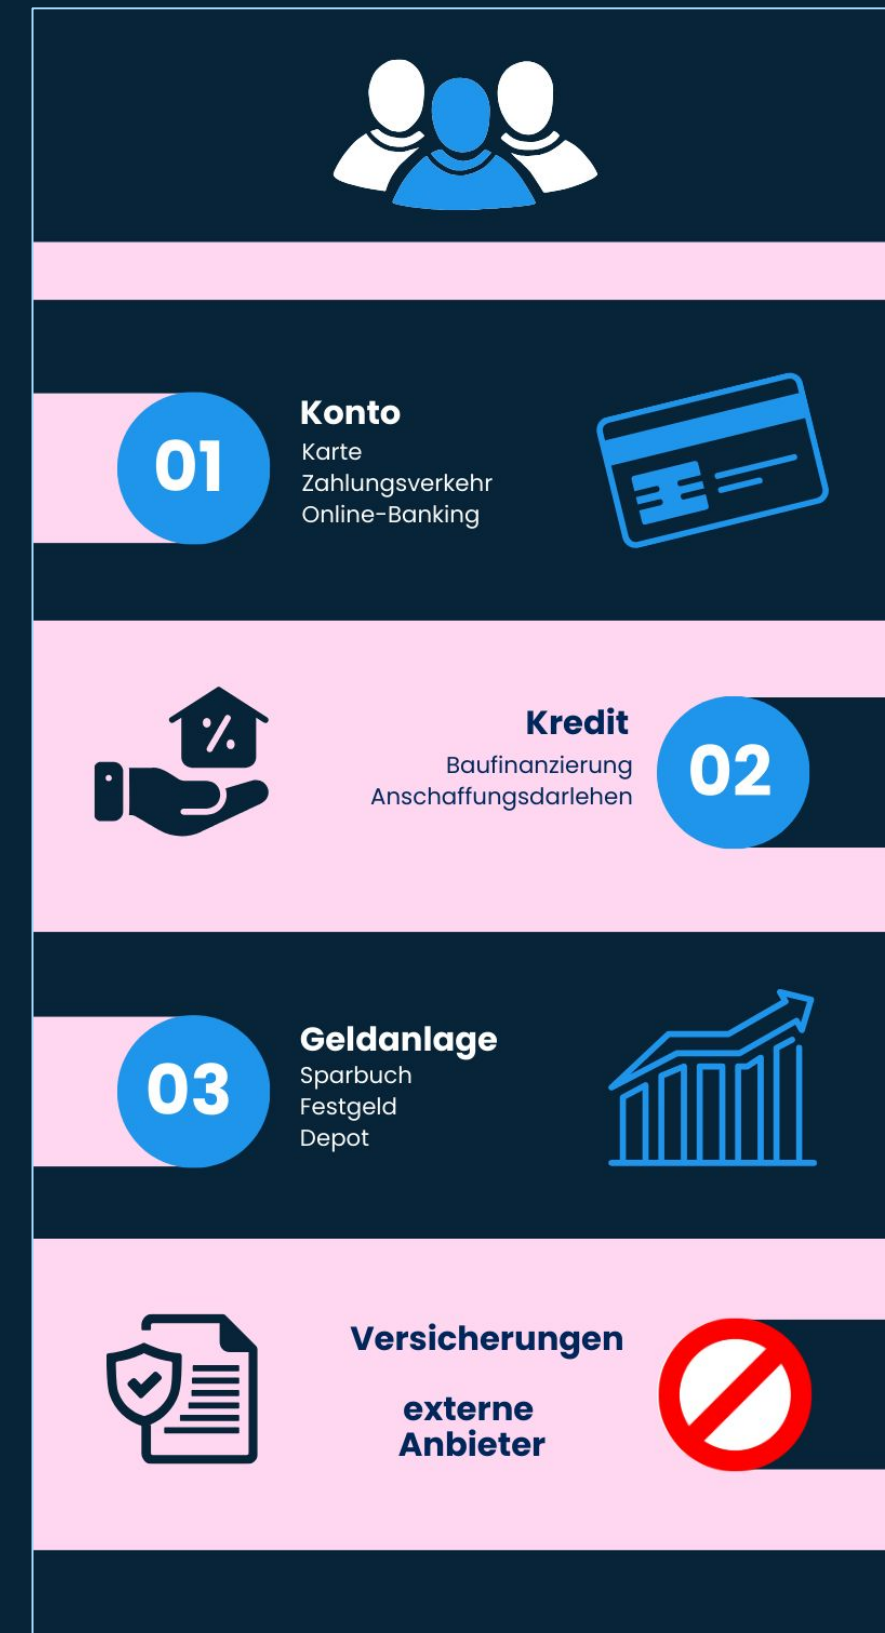 01
Konto
Karte
Zahlungsverkehr
Online-Banking
Kredit
Baufinanzierung
Anschaffungsdarlehen
02
03
Geldanlage
Sparbuch
Festgeld
Depot
Versicherungen
externe
Anbieter
%